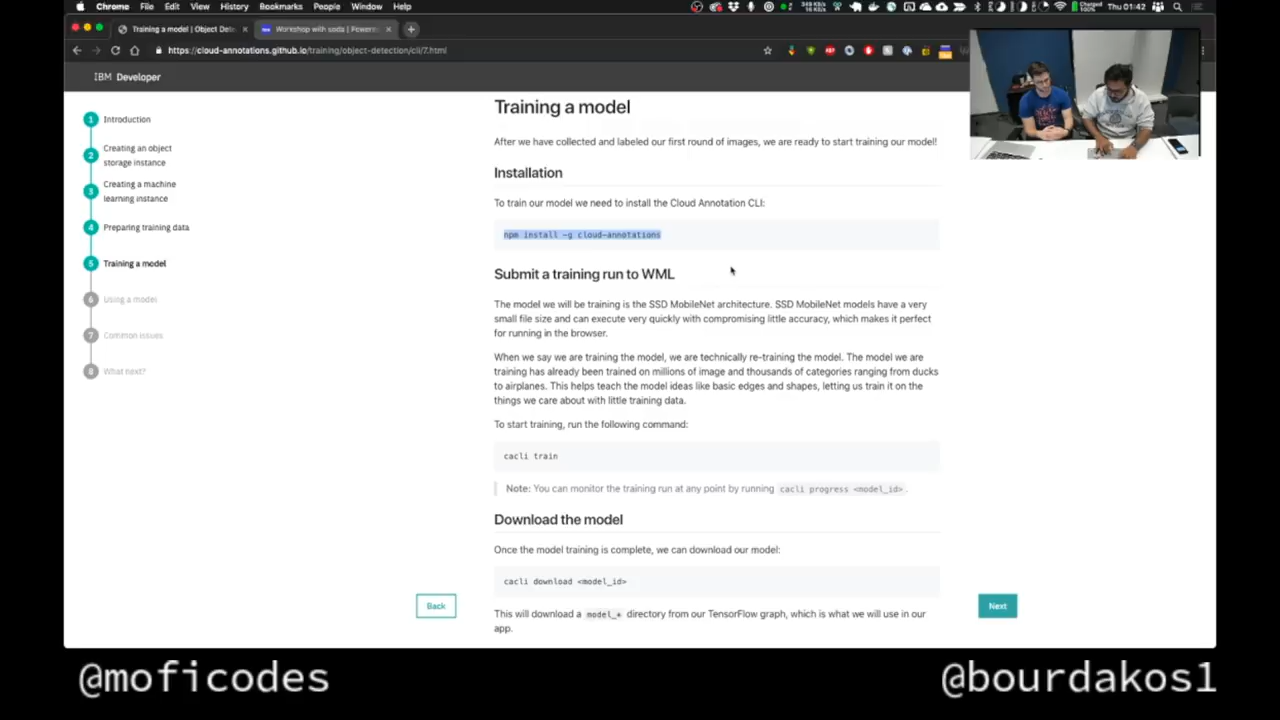 Chrome File Edit View History Bookmarks People Window Help
Thu 01:42
Training a model | Object Dete
Workshop with
https://cloud-annotations.github.io/training/object-detection/cli/7.html
IBM Developer
1 Introduction
2 Creating an object
storage instance
3 Creating a machine
learning instance
4 Preparing training data
5 Training a model
6 Using a model
7 Common issues
8 What next?
Training a model
After we have collected and labeled our first round of images, we are ready to start training our model!
Installation
To train our model we need to install the Cloud Annotation CLI:
npm install -g cloud-annotations
Submit a training run to WML
The model we will be training is the SSD MobileNet architecture. SSD MobileNet models have a very
small file size and can execute very quickly with compromising little accuracy, which makes it perfect
for running in the browser.
When we say we are training the model, we are technically re-training the model. The model we are
training has already been trained on millions of image and thousands of categories ranging from ducks
to airplanes. This helps teach the model ideas like basic edges and shapes, letting us train it on the
things we care about with little training data.
To start training, run the following command:
cacli train
Note: You can monitor the training run at any point by running cacli progress <model_id>.
Download the model
Once the model training is complete, we can download our model:
cacli download <model_id>
This will download a model_* directory from our TensorFlow graph, which is what we will use in our
app.
Back
Next
@moficodes
@bourdakos1